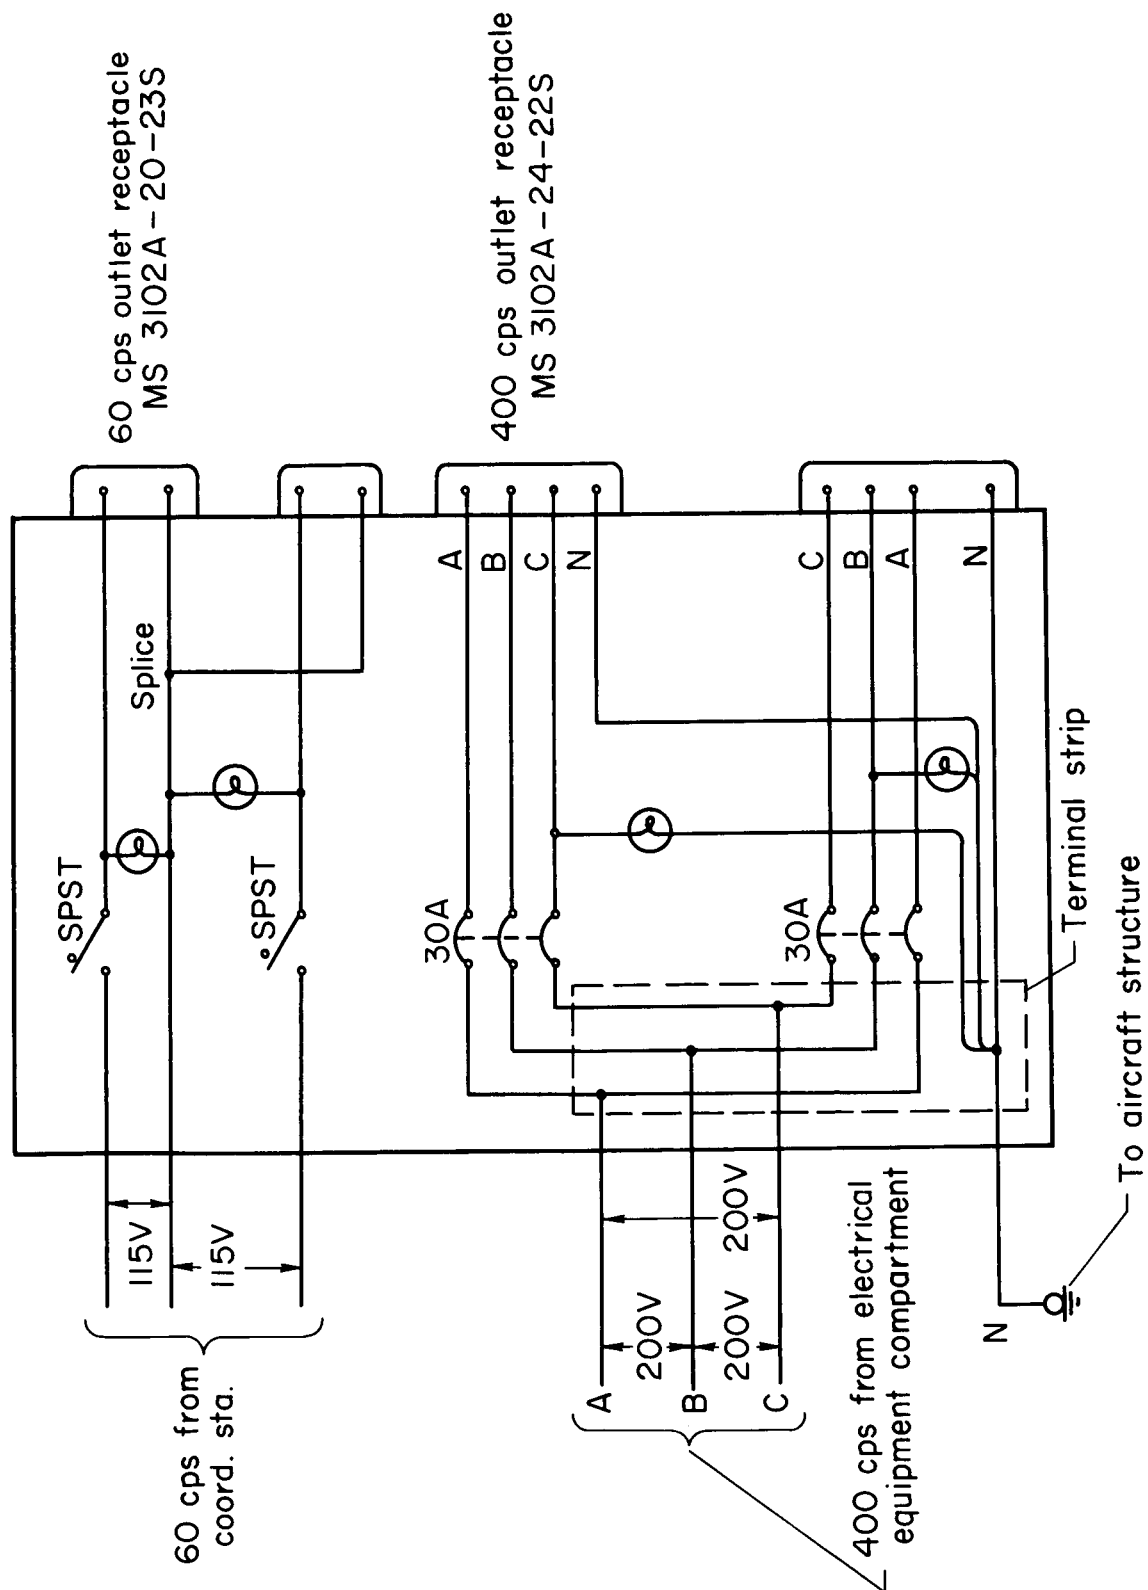 60 cps outlet receptacle
MS 3102A-20-23S
400 cps outlet receptacle
MS 3102A-24-22S
SPST
Splice
SPST
115V
115V
60 cps from
coord. sta.
30A
A
B
C
N
30A
C
B
A
N
A
B
C
200V
200V
200V
400 cps from electrical
equipment compartment
N
Terminal strip
To aircraft structure